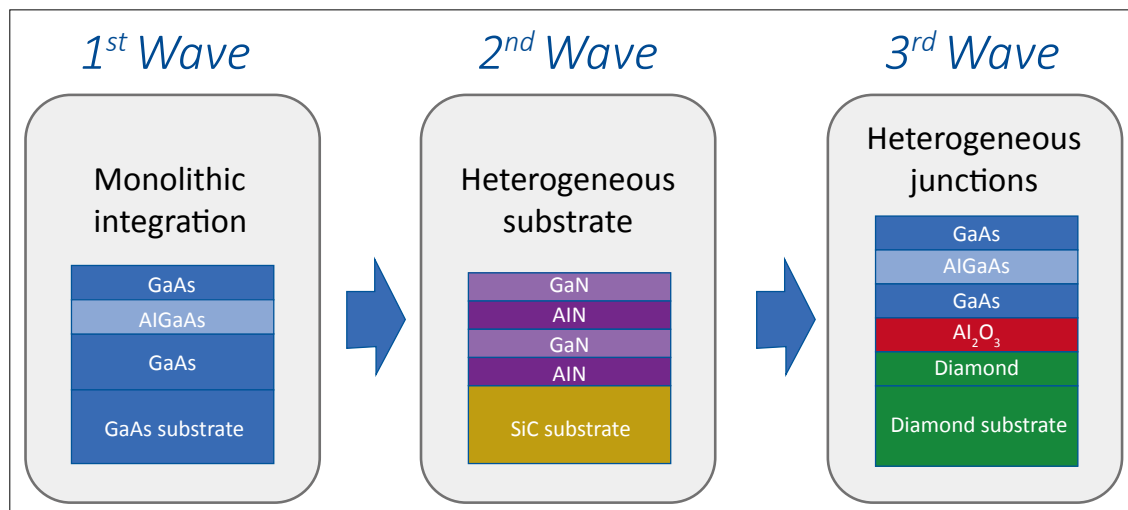 1st Wave
Monolithic
integration
GaAs
AlGaAs
GaAs
GaAs substrate
2nd Wave
Heterogeneous
substrate
GaN
AlN
GaN
AlN
SiC substrate
3rd Wave
Heterogeneous
junctions
GaAs
AlGaAs
GaAs
Al₂O₃
Diamond
Diamond substrate